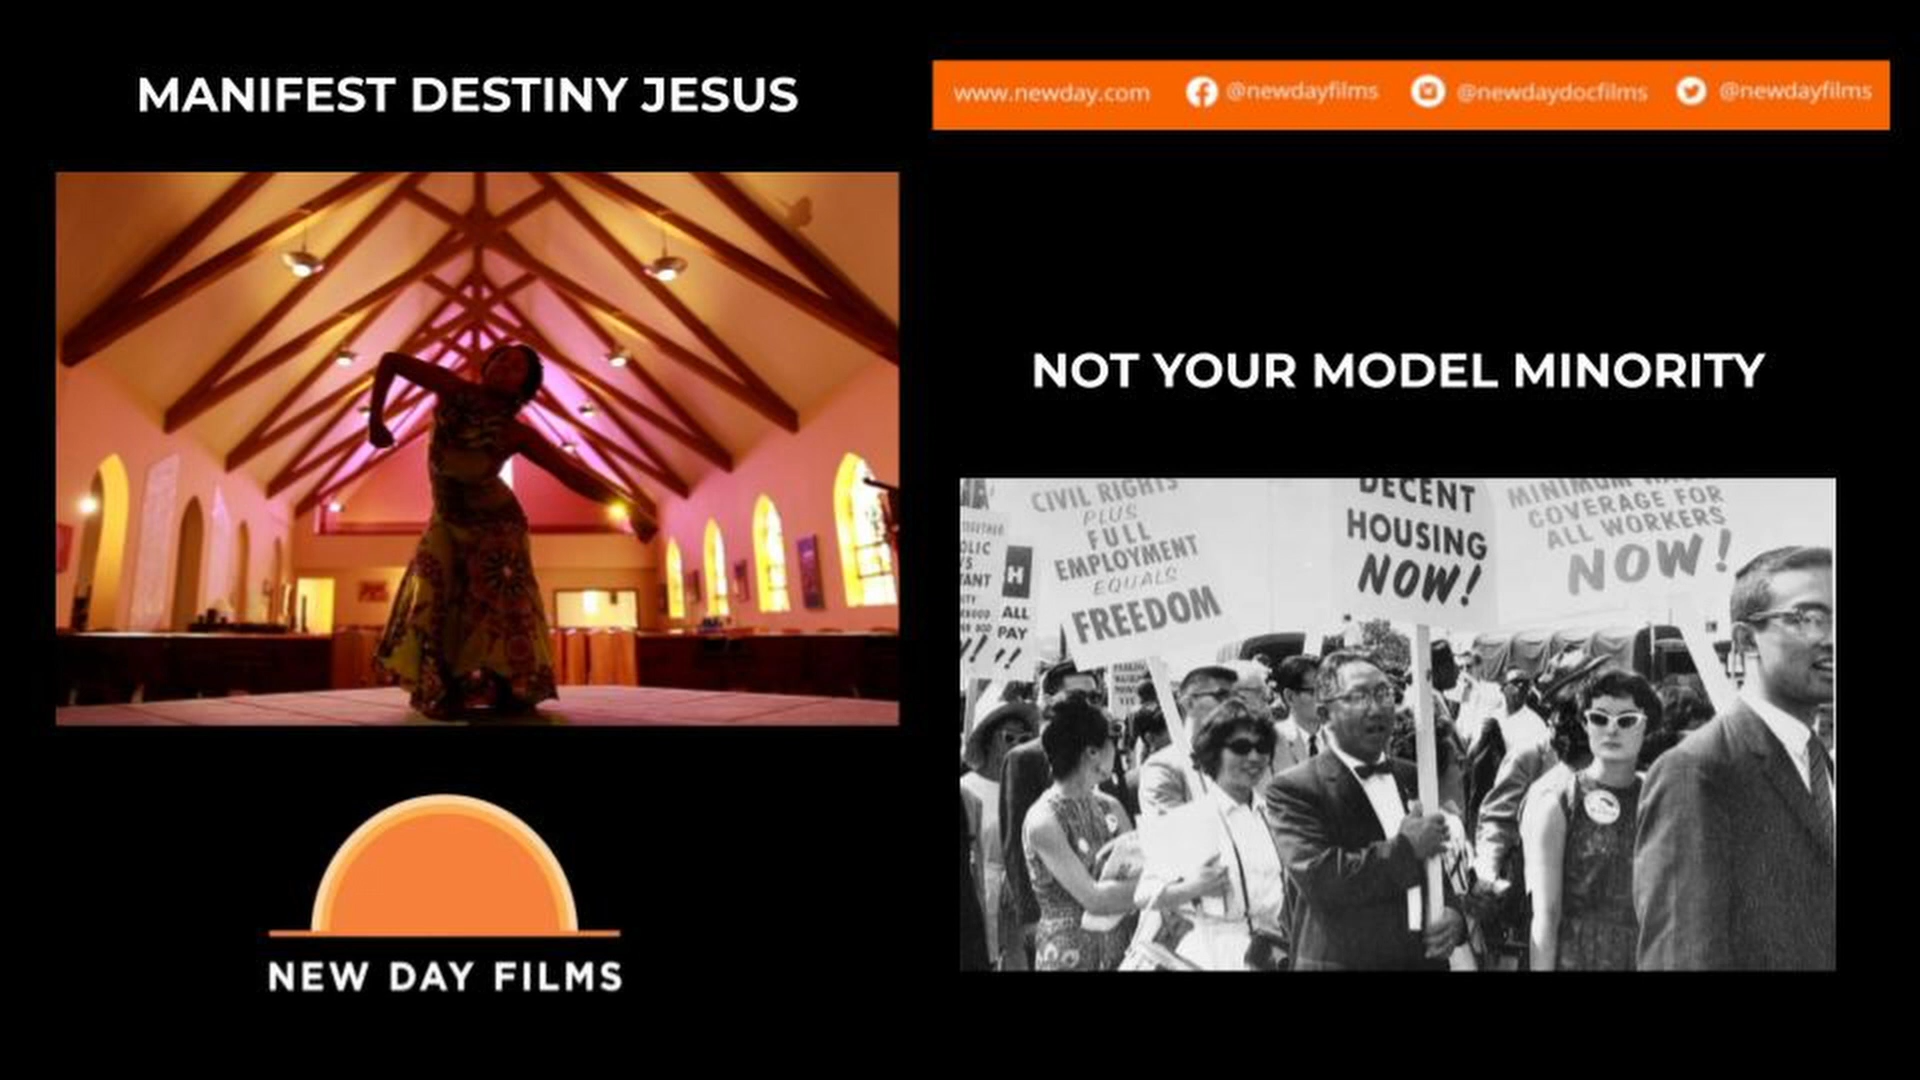 MANIFEST DESTINY JESUS
www.newday.com @newdayfilms @newdaydocfilms @newdayfilms
NOT YOUR MODEL MINORITY
CIVIL RIGHTS
PLUS
FULL
EMPLOYMENT
EQUALS
FREEDOM
DECENT
HOUSING
NOW!
MINIMUM
COVERAGE FOR
ALL WORKERS
NOW!
H
ALL
PAY
!! !!
NEW DAY FILMS